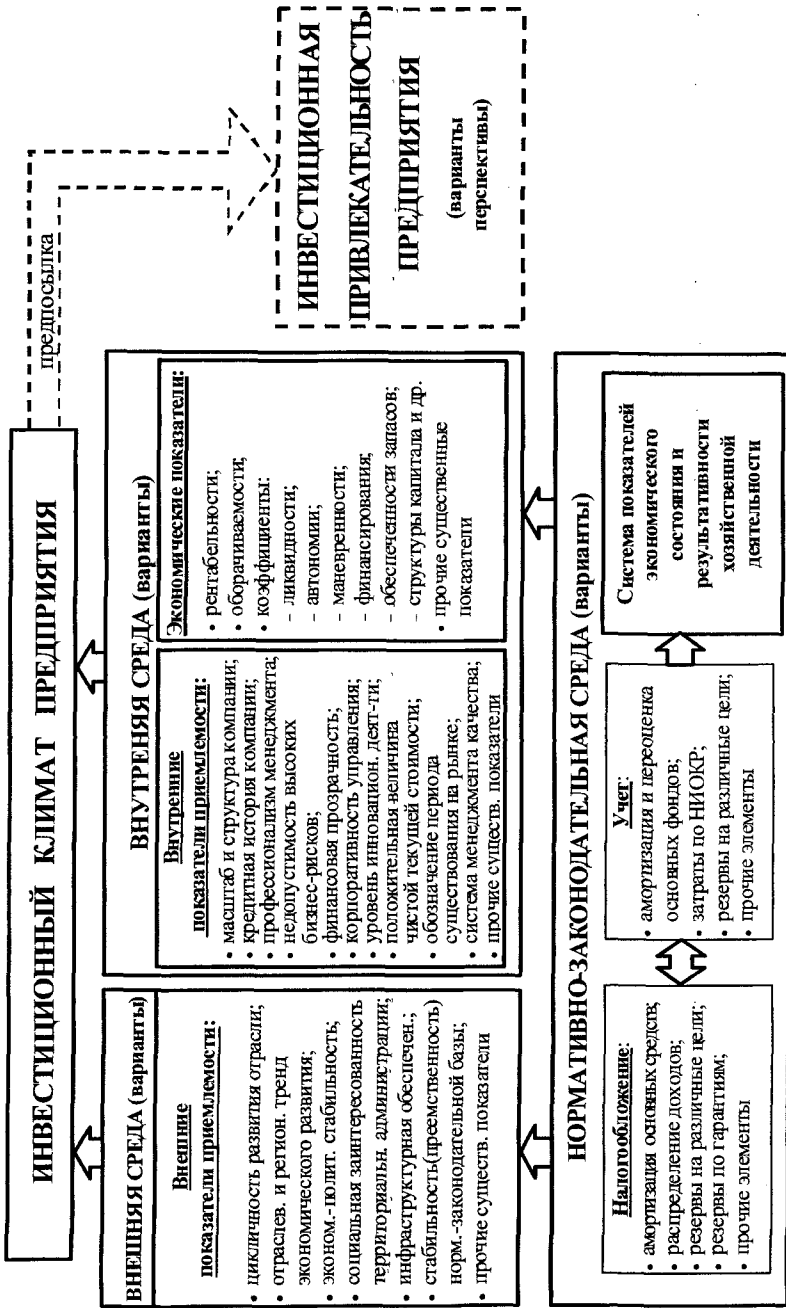 ИНВЕСТИЦИОННЫЙ КЛИМАТ ПРЕДПРИЯТИЯ
предпосылка
ИНВЕСТИЦИОННАЯ
ПРИВЛЕКАТЕЛЬНОСТЬ
ПРЕДПРИЯТИЯ
(варианты
перспективы)
ВНЕШНЯЯ СРЕДА (варианты)
Внешние
показатели приемлемости:
• цикличность развития отрасли;
• отраслев. и регион. тренд
экономического развития;
• эконом.- полит. стабильность;
• социальная заинтересованность
территориальн. администрации;
• инфраструктурная обеспечен.;
• стабильность(преемственность)
норм.-законодательной базы;
• прочие существ. показатели
ВНУТРЕНЯЯ СРЕДА (варианты)
Внутренние
показатели приемлемости:
• масштаб и структура компании;
• кредитная история компании;
• профессионализм менеджмента;
• недопустимость высоких
бизнес-рисков;
• финансовая прозрачность;
• корпоративность управления;
• уровень инновацион. деят-ти;
• положительная величина
чистой текущей стоимости;
• обозначение периода
существования на рынке;
• система менеджмента качества;
• прочие существ. показатели
Экономические показатели:
• рентабельности;
• оборачиваемости;
• коэффициенты:
– ликвидности;
– автономии;
– маневренности;
– финансирования;
– обеспеченности запасов;
– структуры капитала и др.
• прочие существенные
показатели
НОРМАТИВНО-ЗАКОНОДАТЕЛЬНАЯ СРЕДА (варианты)
Налогообложение:
• амортизация основных средств;
• распределение доходов;
• резервы на различные цели;
• резервы по гарантиям;
• прочие элементы
Учет:
• амортизация и переоценка
основных фондов;
• затраты по НИОКР;
• резервы на различные цели;
• прочие элементы
Система показателей
экономического
состояния и
результативности
хозяйственной
деятельности